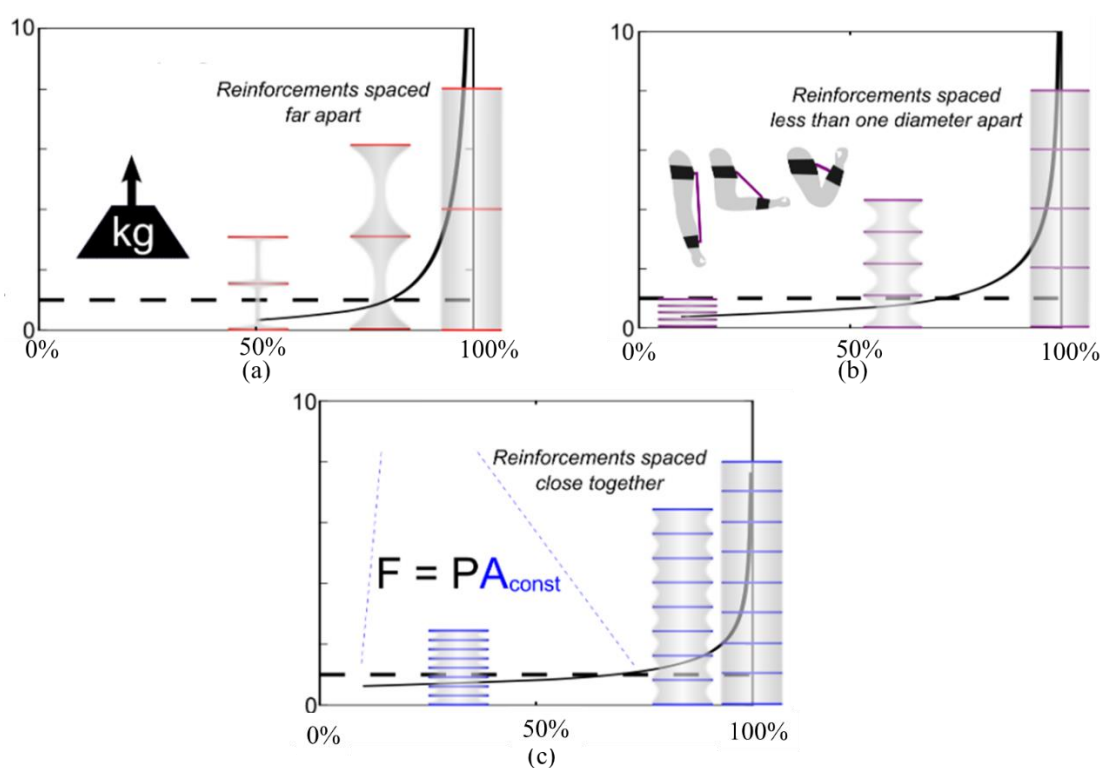 10
Reinforcements spaced
far apart
kg
0
0%
50%
100%
(a)
10
Reinforcements spaced
less than one diameter apart
0
0%
50%
100%
(b)
10
Reinforcements spaced
close together
F = PAconst
0
0%
50%
100%
(c)